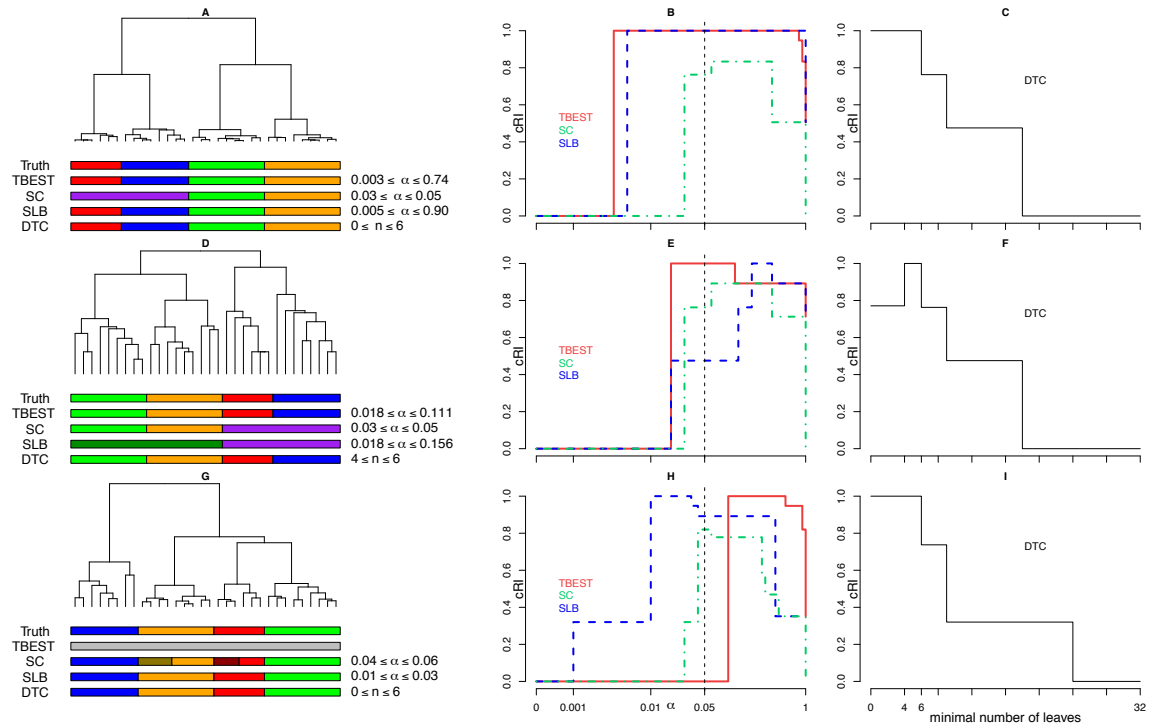 A
Truth
TBEST 0.003 ≤ α ≤ 0.74
SC 0.03 ≤ α ≤ 0.05
SLB 0.005 ≤ α ≤ 0.90
DTC 0 ≤ n ≤ 6
B
cRI
0.0 0.2 0.4 0.6 0.8 1.0
TBEST
SC
SLB
C
cRI
0.0 0.2 0.4 0.6 0.8 1.0
DTC
D
Truth
TBEST 0.018 ≤ α ≤ 0.111
SC 0.03 ≤ α ≤ 0.05
SLB 0.018 ≤ α ≤ 0.156
DTC 4 ≤ n ≤ 6
E
cRI
0.0 0.2 0.4 0.6 0.8 1.0
TBEST
SC
SLB
F
cRI
0.0 0.2 0.4 0.6 0.8 1.0
DTC
G
Truth
TBEST
SC 0.04 ≤ α ≤ 0.06
SLB 0.01 ≤ α ≤ 0.03
DTC 0 ≤ n ≤ 6
H
cRI
0.0 0.2 0.4 0.6 0.8 1.0
TBEST
SC
SLB
0 0.001 0.01 α 0.05 1
I
cRI
0.0 0.2 0.4 0.6 0.8 1.0
DTC
0 4 6 32
minimal number of leaves